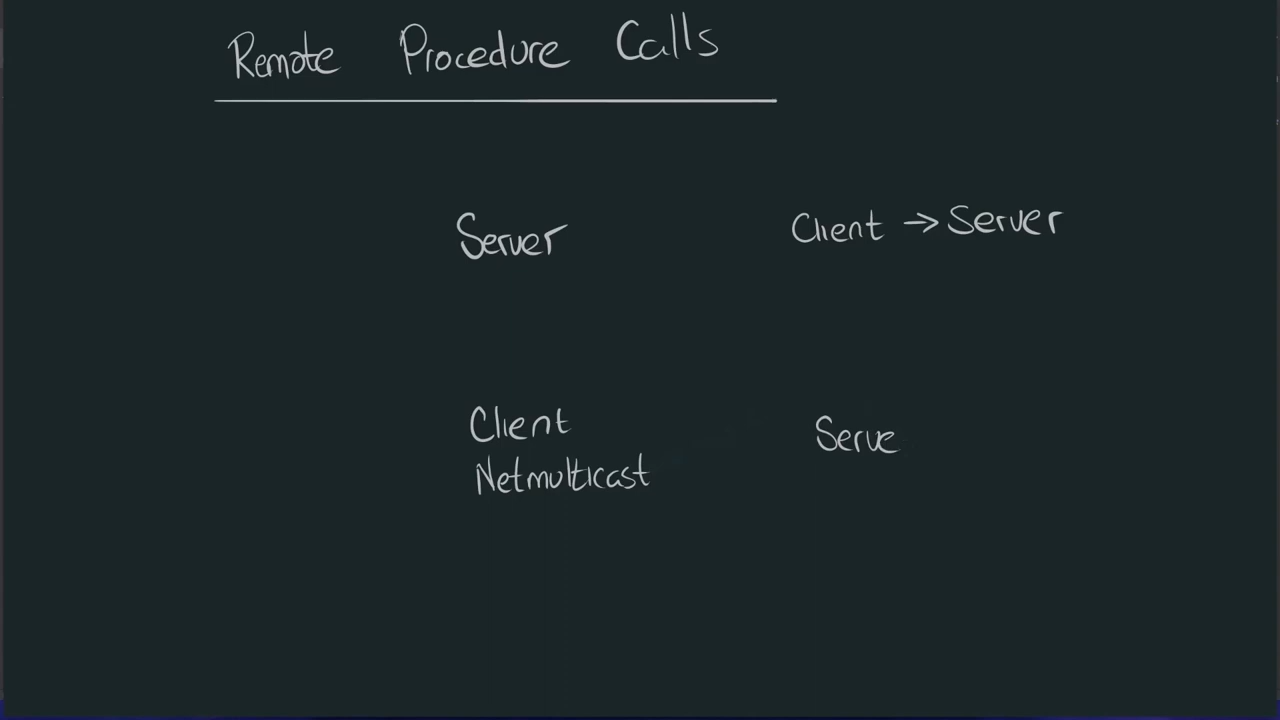 Remote Procedure Calls
Server Client → Server
Client Serve
Netmulticast